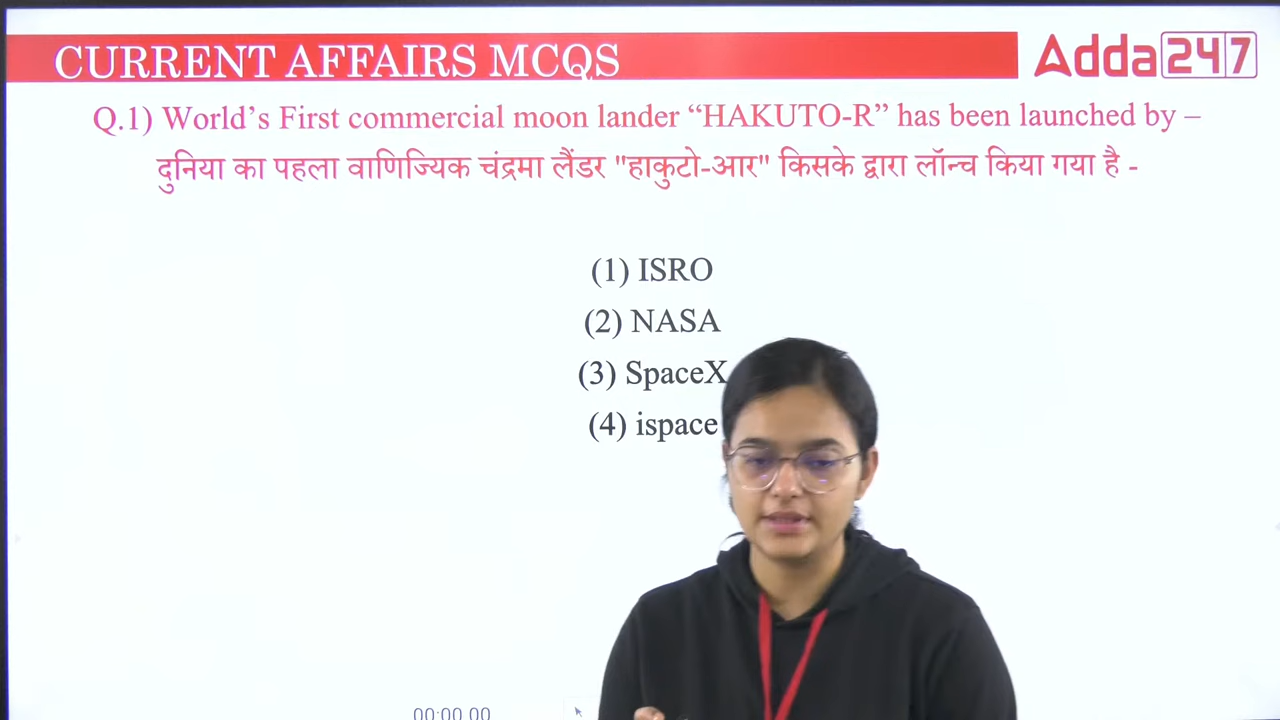 CURRENT AFFAIRS MCQS
Adda247
Q.1) World's First commercial moon lander “HAKUTO-R” has been launched by –
दुनिया का पहला वाणिज्यिक चंद्रमा लैंडर "हाकुटो-आर" किसके द्वारा लॉन्च किया गया है -
(1) ISRO
(2) NASA
(3) SpaceX
(4) ispace
00:00.00